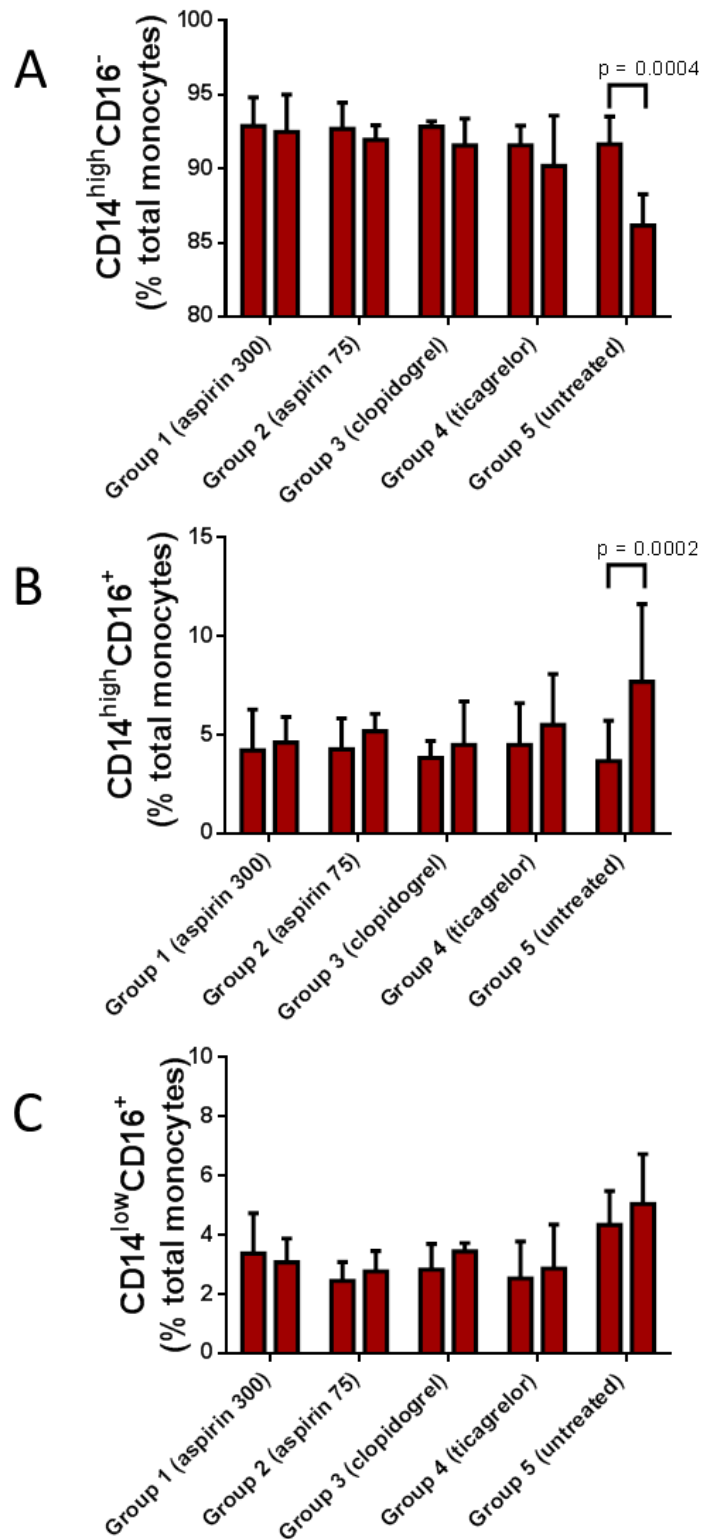 A
CD14highCD16-
(% total monocytes)
100
95
90
85
80
p = 0.0004
Group 1 (aspirin 300)
Group 2 (aspirin 75)
Group 3 (clopidogrel)
Group 4 (ticagrelor)
Group 5 (untreated)
B
CD14highCD16+
(% total monocytes)
15
10
5
0
p = 0.0002
Group 1 (aspirin 300)
Group 2 (aspirin 75)
Group 3 (clopidogrel)
Group 4 (ticagrelor)
Group 5 (untreated)
C
CD14lowCD16+
(% total monocytes)
10
8
6
4
2
0
Group 1 (aspirin 300)
Group 2 (aspirin 75)
Group 3 (clopidogrel)
Group 4 (ticagrelor)
Group 5 (untreated)